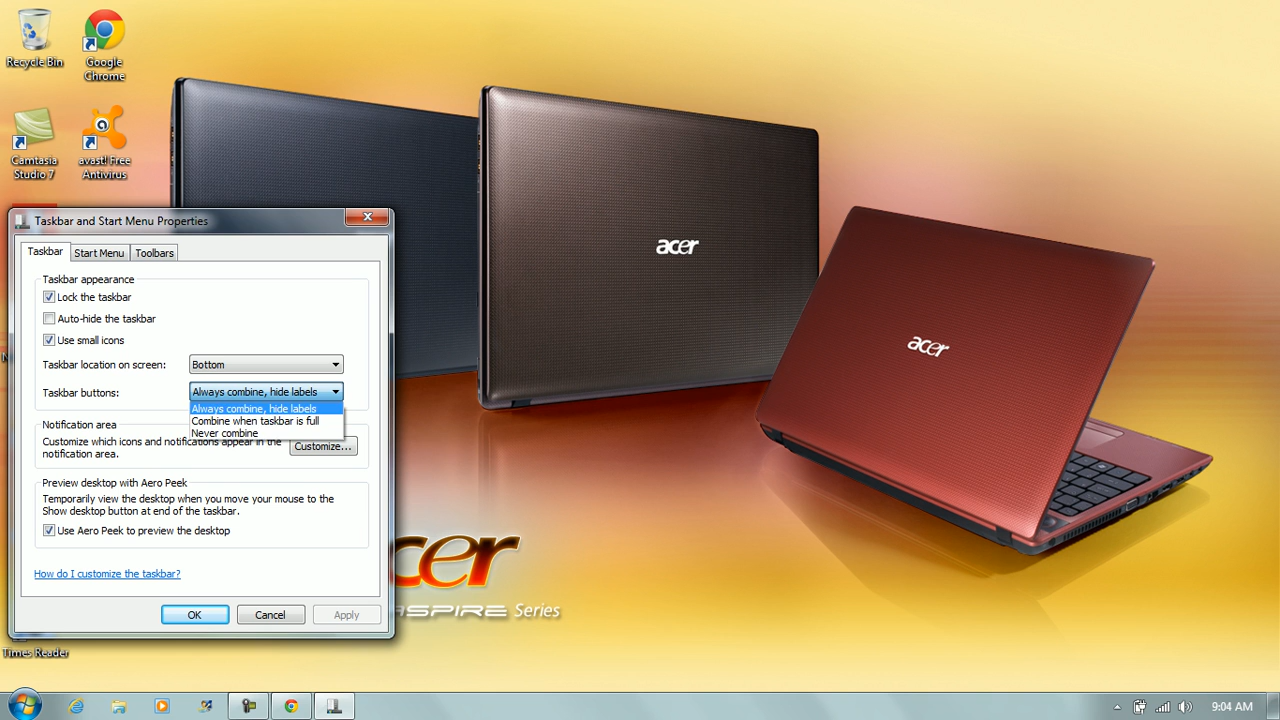 Recycle Bin
Google
Chrome
Camtasia
Studio 7
avast! Free
Antivirus
acer
acer
Taskbar and Start Menu Properties
Taskbar
Start Menu
Toolbars
Taskbar appearance
Lock the taskbar
Auto-hide the taskbar
Use small icons
Taskbar location on screen:
Bottom
Taskbar buttons:
Always combine, hide labels
Always combine, hide labels
Combine when taskbar is full
Never combine
Notification area
Customize which icons and notifications appear in the
notification area.
Customize...
Preview desktop with Aero Peek
Temporarily view the desktop when you move your mouse to the
Show desktop button at end of the taskbar.
Use Aero Peek to preview the desktop
How do I customize the taskbar?
OK
Cancel
Apply
cer
ASPIRE Series
Times Reader
9:04 AM